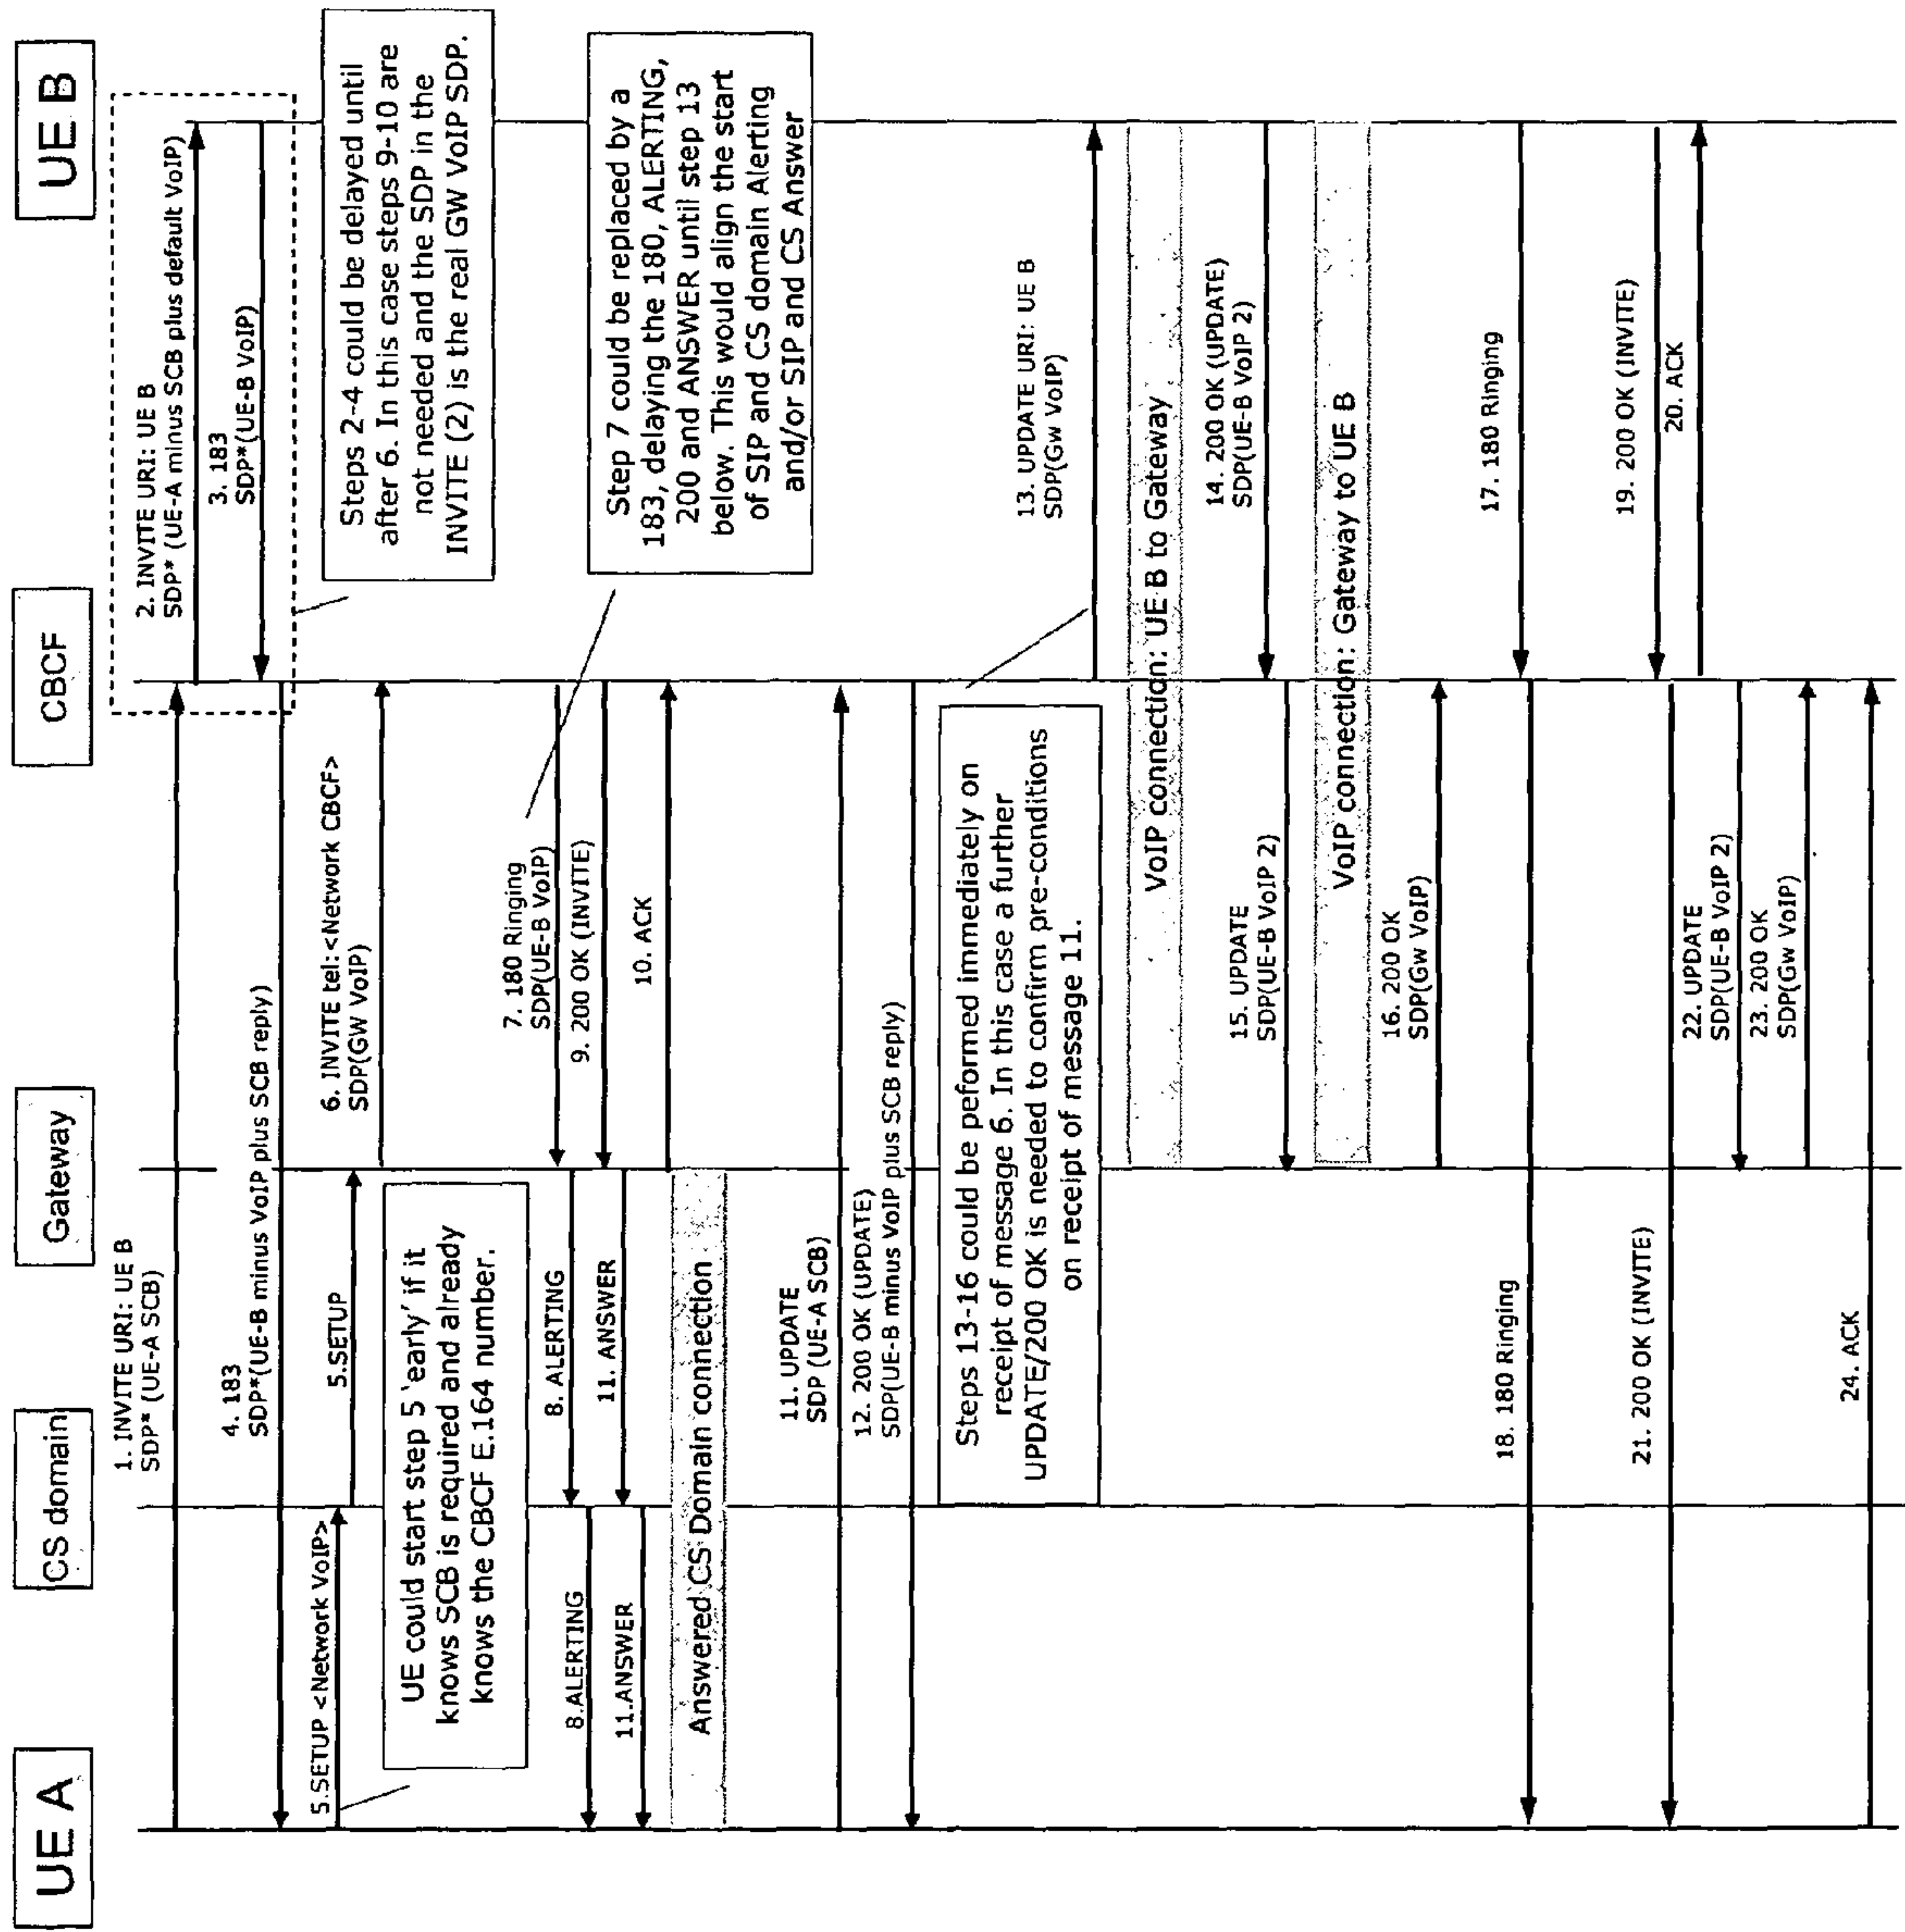 UE A
CS domain
Gateway
CBCF
UE B
1. INVITE URI: UE B
SDP* (UE-A SCB)
2. INVITE URI: UE B
SDP* (UE-A minus SCB plus default VoIP)
3. 183
SDP*(UE-B VoIP)
4. 183
SDP*(UE-B minus VoIP plus SCB reply)
Steps 2-4 could be delayed until
after 6. In this case steps 9-10 are
not needed and the SDP in the
INVITE (2) is the real GW VoIP SDP.
5.SETUP <Network VoIP>
5.SETUP
6. INVITE tel:<Network CBCF>
SDP(GW VoIP)
UE could start step 5 'early' if it
knows SCB is required and already
knows the CBCF E.164 number.
Step 7 could be replaced by a
183, delaying the 180, ALERTING,
200 and ANSWER until step 13
below. This would align the start
of SIP and CS domain Alerting
and/or SIP and CS Answer
7. 180 Ringing
SDP(UE-B VoIP)
8. ALERTING
8.ALERTING
9. 200 OK (INVITE)
11. ANSWER
11.ANSWER
10. ACK
Answered CS Domain connection
11. UPDATE
SDP (UE-A SCB)
12. 200 OK (UPDATE)
SDP(UE-B minus VoIP plus SCB reply)
Steps 13-16 could be peformed immediately on
receipt of message 6. In this case a further
UPDATE/200 OK is needed to confirm pre-conditions
on receipt of message 11.
13. UPDATE URI: UE B
SDP(Gw VoIP)
VoIP connection: UE B to Gateway
14. 200 OK (UPDATE)
SDP(UE-B VoIP 2)
15. UPDATE
SDP(UE-B VoIP 2)
VoIP connection: Gateway to UE B
16. 200 OK
SDP(Gw VoIP)
17. 180 Ringing
18. 180 Ringing
19. 200 OK (INVITE)
20. ACK
21. 200 OK (INVITE)
22. UPDATE
SDP(UE-B VoIP 2)
23. 200 OK
SDP(Gw VoIP)
24. ACK